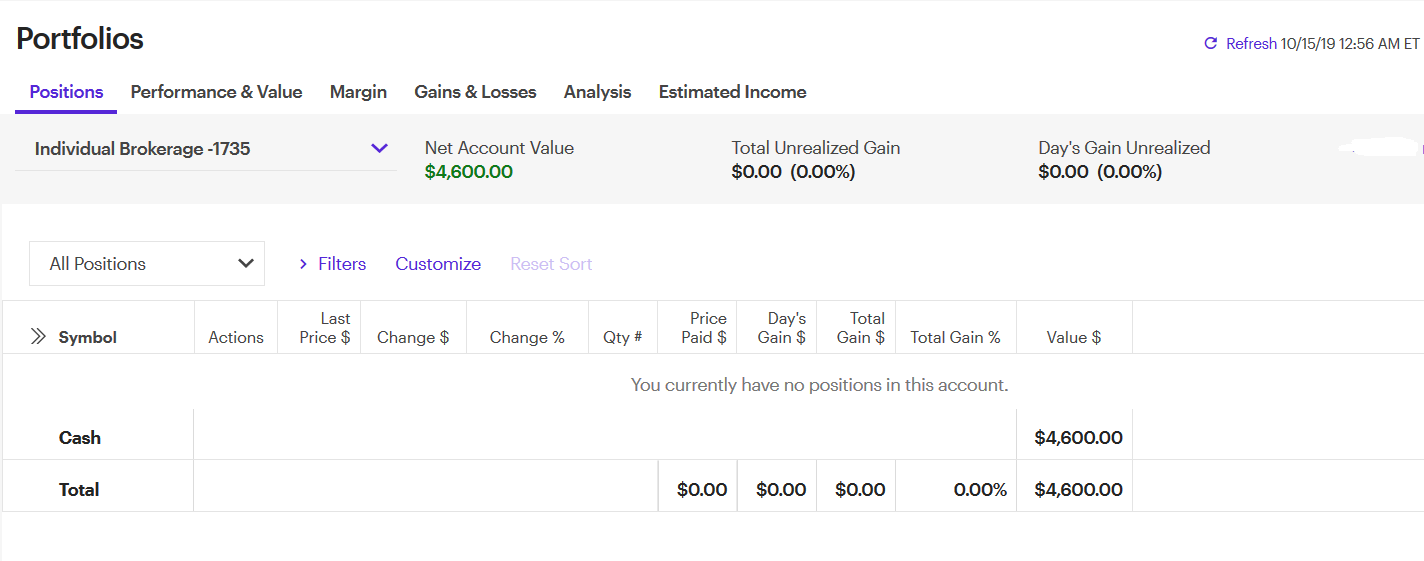 Portfolios
Refresh 10/15/19 12:56 AM ET
Positions Performance & Value Margin Gains & Losses Analysis Estimated Income
Individual Brokerage -1735
Net Account Value
$4,600.00
Total Unrealized Gain
$0.00 (0.00%)
Day's Gain Unrealized
$0.00 (0.00%)
All Positions
Filters Customize Reset Sort
Symbol Actions Last Price $ Change $ Change % Qty # Price Paid $ Day's Gain $ Total Gain $ Total Gain % Value $
You currently have no positions in this account.
Cash $4,600.00
Total $0.00 $0.00 $0.00 0.00% $4,600.00